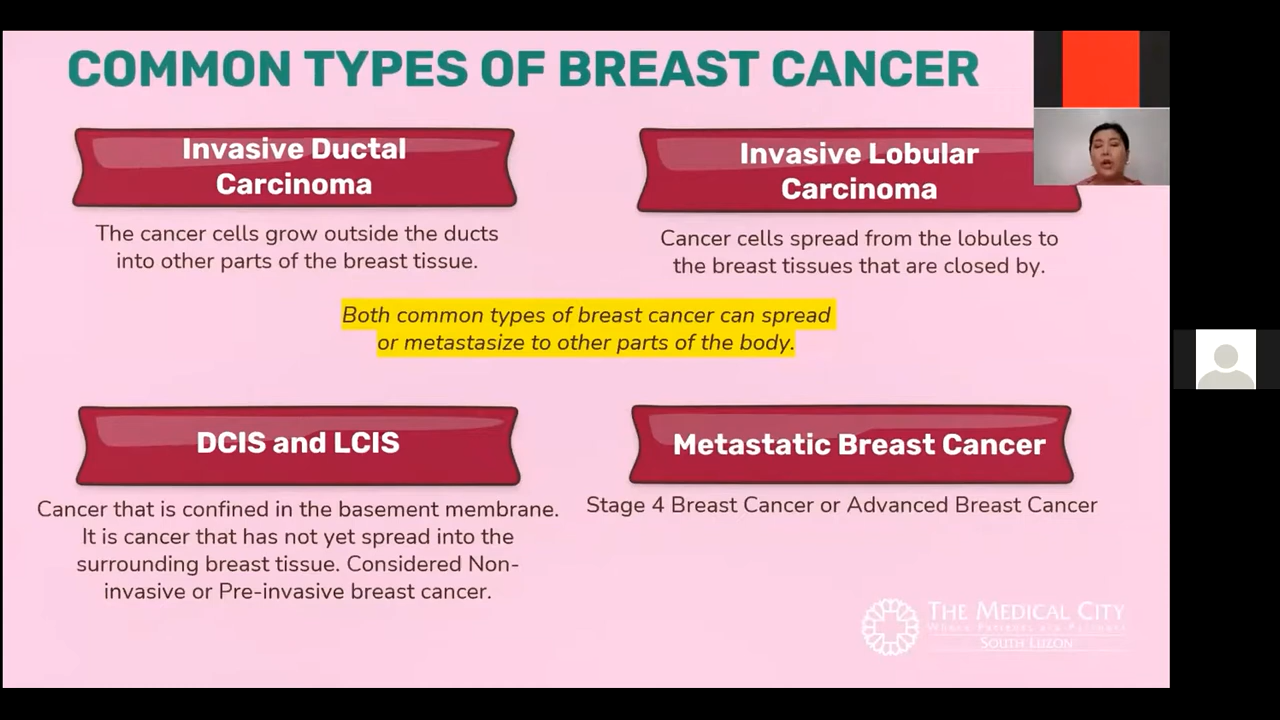 COMMON TYPES OF BREAST CANCER
Invasive Ductal
Carcinoma
The cancer cells grow outside the ducts
into other parts of the breast tissue.
Invasive Lobular
Carcinoma
Cancer cells spread from the lobules to
the breast tissues that are closed by.
Both common types of breast cancer can spread
or metastasize to other parts of the body.
DCIS and LCIS
Cancer that is confined in the basement membrane.
It is cancer that has not yet spread into the
surrounding breast tissue. Considered Non-
invasive or Pre-invasive breast cancer.
Metastatic Breast Cancer
Stage 4 Breast Cancer or Advanced Breast Cancer
THE MEDICAL CITY
Where Patients are Partners
SOUTH LUZON